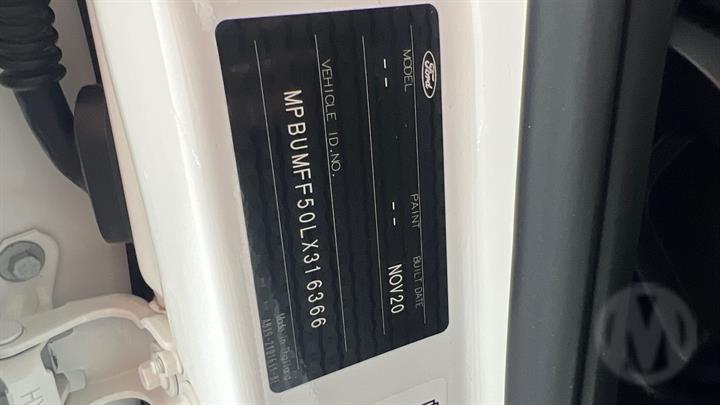 Ford
MODEL PAINT BUILT DATE
-- -- NOV20
VEHICLE ID.NO.
MPBUMFF50LX316366
Made in Thailand